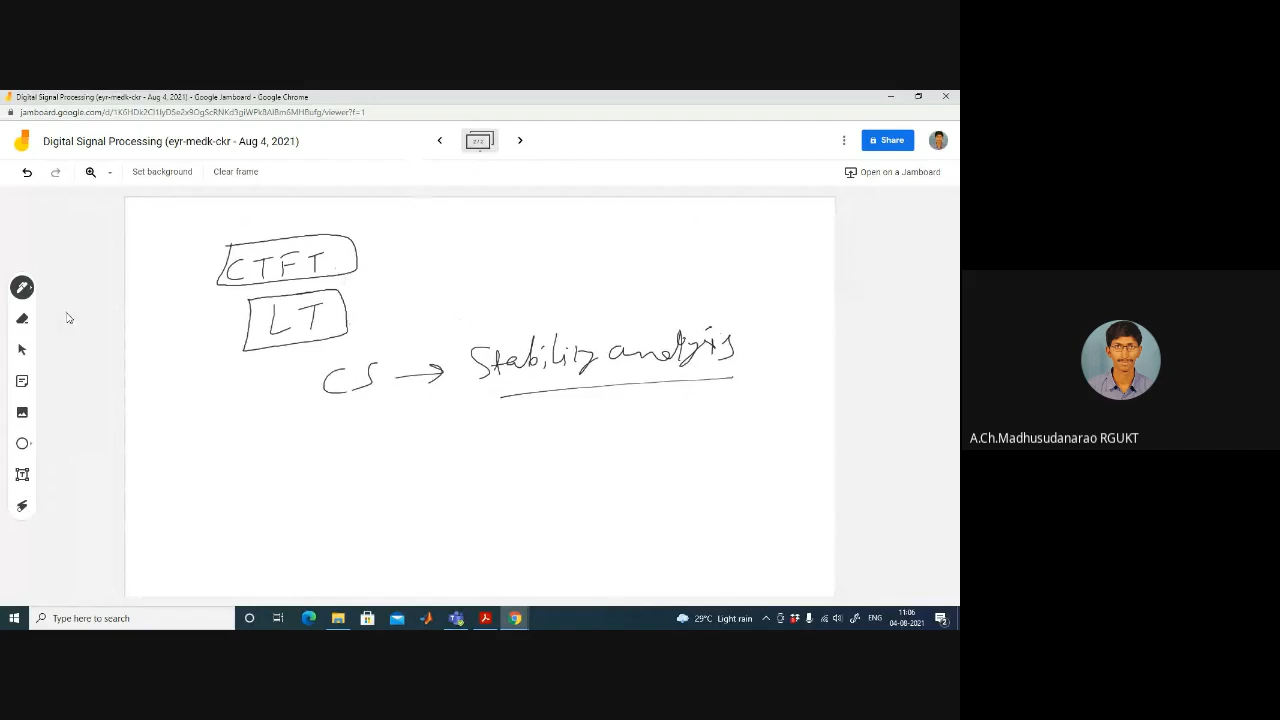 Digital Signal Processing (eyr-medk-ckr - Aug 4, 2021) - Google Jamboard - Google Chrome
Digital Signal Processing (eyr-medk-ckr - Aug 4, 2021)
2 / 2
Share
Set background
Clear frame
Open on a Jamboard
CTFT
LT
CS → Stability analysis
A.Ch.Madhusudanarao RGUKT
Type here to search
29°C Light rain
ENG
11:06
04-08-2021